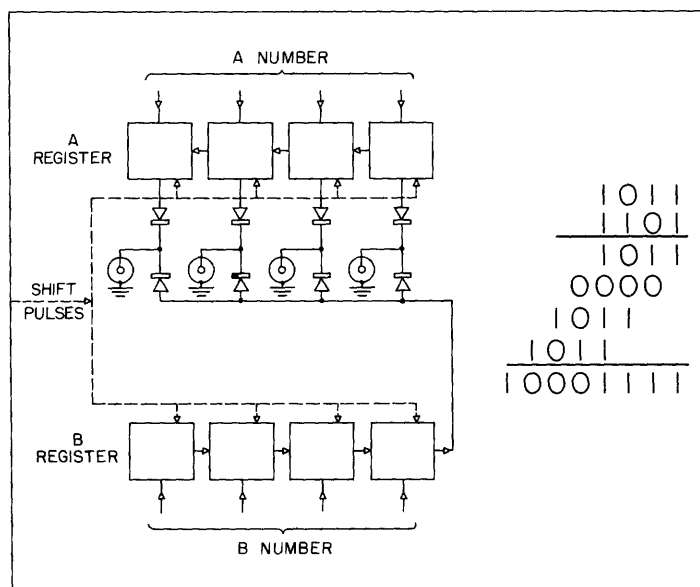 A NUMBER
A
REGISTER
SHIFT
PULSES
B
REGISTER
B NUMBER
1011
1101
1011
0000
1011
1011
10001111